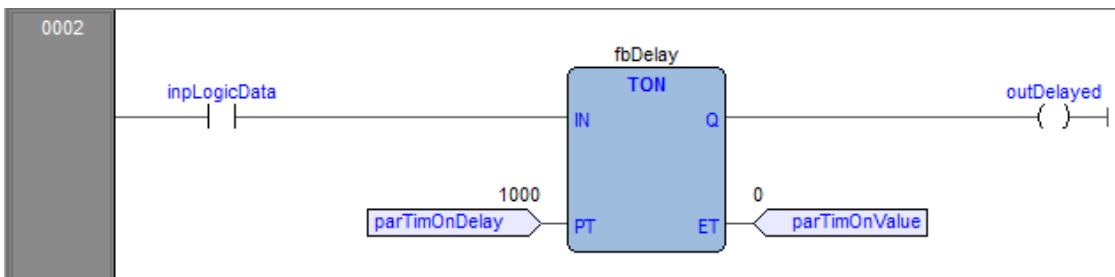 0002
fbDelay
TON
inpLogicData
outDelayed
IN
Q
1000
0
parTimOnDelay
PT
ET
parTimOnValue